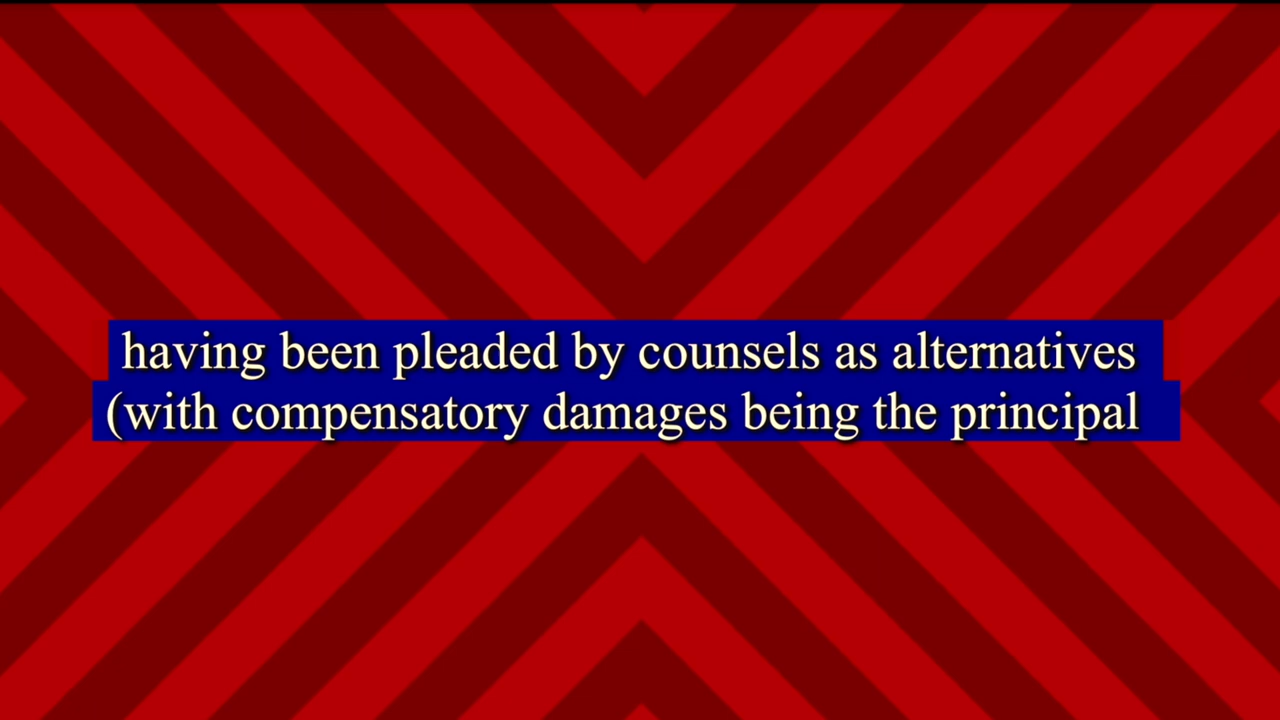 having been pleaded by counsels as alternatives
(with compensatory damages being the principal